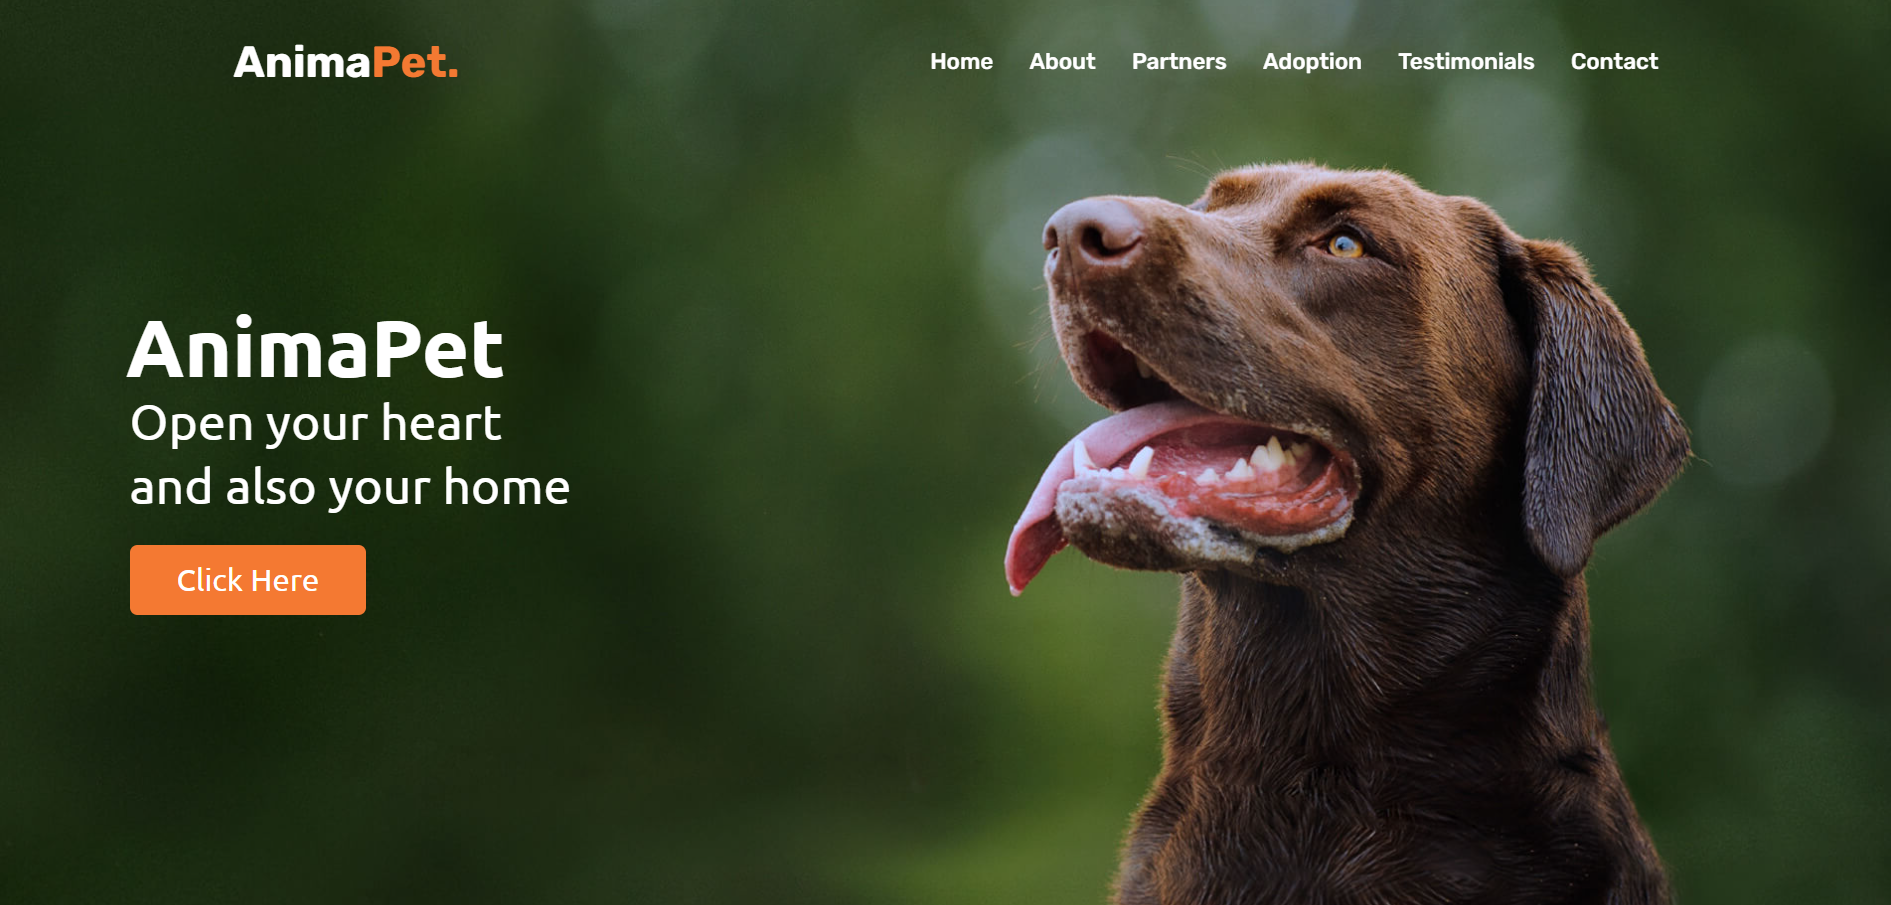 AnimaPet.
Home About Partners Adoption Testimonials Contact
AnimaPet
Open your heart
and also your home
Click Here